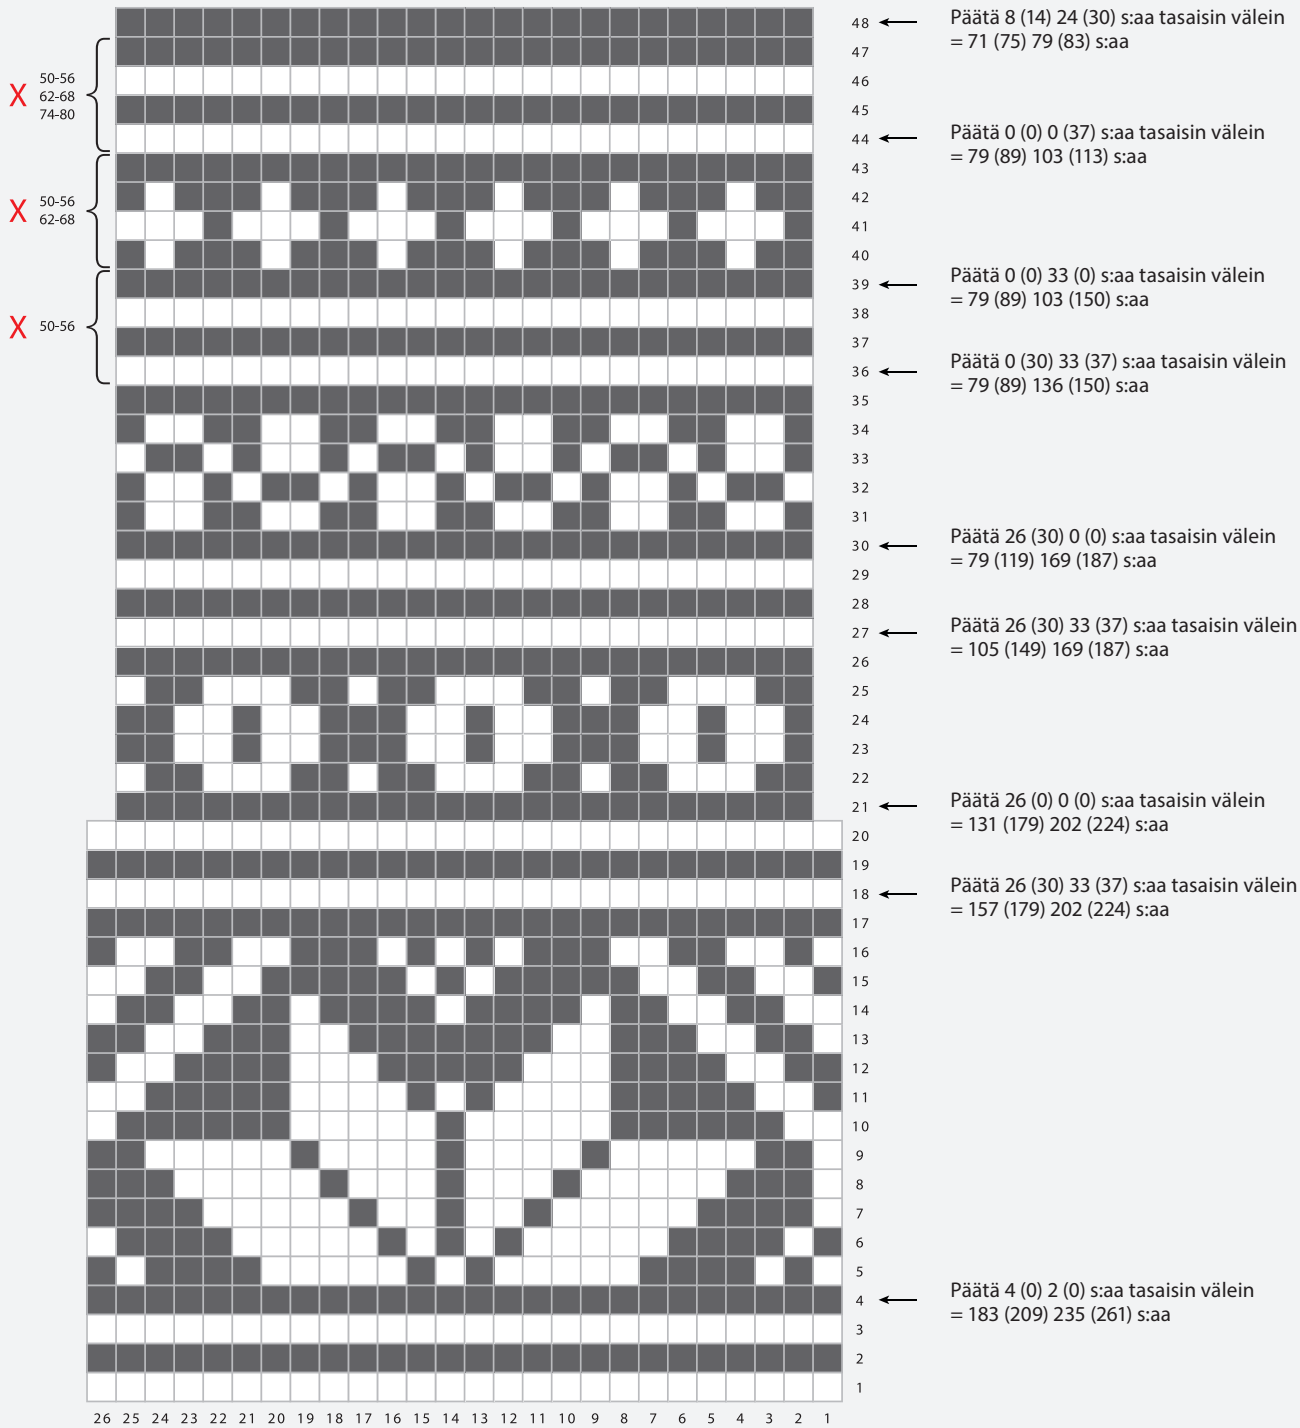 48 Päätä 8 (14) 24 (30) s:aa tasaisin välein
= 71 (75) 79 (83) s:aa
47
46
X 50-56
62-68
74-80
45
44 Päätä 0 (0) 0 (37) s:aa tasaisin välein
= 79 (89) 103 (113) s:aa
43
42
X 50-56
62-68
41
40
39 Päätä 0 (0) 33 (0) s:aa tasaisin välein
= 79 (89) 103 (150) s:aa
38
X 50-56
37
36 Päätä 0 (30) 33 (37) s:aa tasaisin välein
= 79 (89) 136 (150) s:aa
35
34
33
32
31
30 Päätä 26 (30) 0 (0) s:aa tasaisin välein
= 79 (119) 169 (187) s:aa
29
28
27 Päätä 26 (30) 33 (37) s:aa tasaisin välein
= 105 (149) 169 (187) s:aa
26
25
24
23
22
21 Päätä 26 (0) 0 (0) s:aa tasaisin välein
= 131 (179) 202 (224) s:aa
20
19
18 Päätä 26 (30) 33 (37) s:aa tasaisin välein
= 157 (179) 202 (224) s:aa
17
16
15
14
13
12
11
10
9
8
7
6
5
4 Päätä 4 (0) 2 (0) s:aa tasaisin välein
= 183 (209) 235 (261) s:aa
3
2
1
26 25 24 23 22 21 20 19 18 17 16 15 14 13 12 11 10 9 8 7 6 5 4 3 2 1